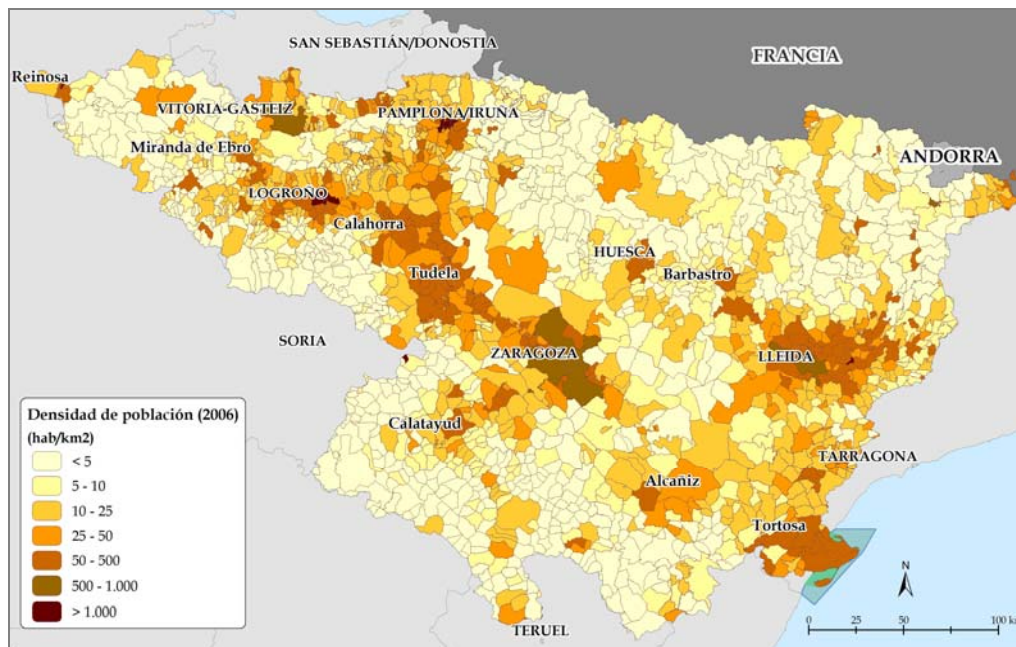 SAN SEBASTIÁN/DONOSTIA
FRANCIA
Reinosa
VITORIA-GASTEIZ
PAMPLONA/IRUÑA
Miranda de Ebro
ANDORRA
LOGROÑO
Calahorra
HUESCA
Tudela
Barbastro
SORIA
ZARAGOZA
LLEIDA
Calatayud
TARRAGONA
Alcañiz
Tortosa
TERUEL
Densidad de población (2006)
(hab/km2)
< 5
5 - 10
10 - 25
25 - 50
50 - 500
500 - 1.000
> 1.000
N
0 25 50 100 km